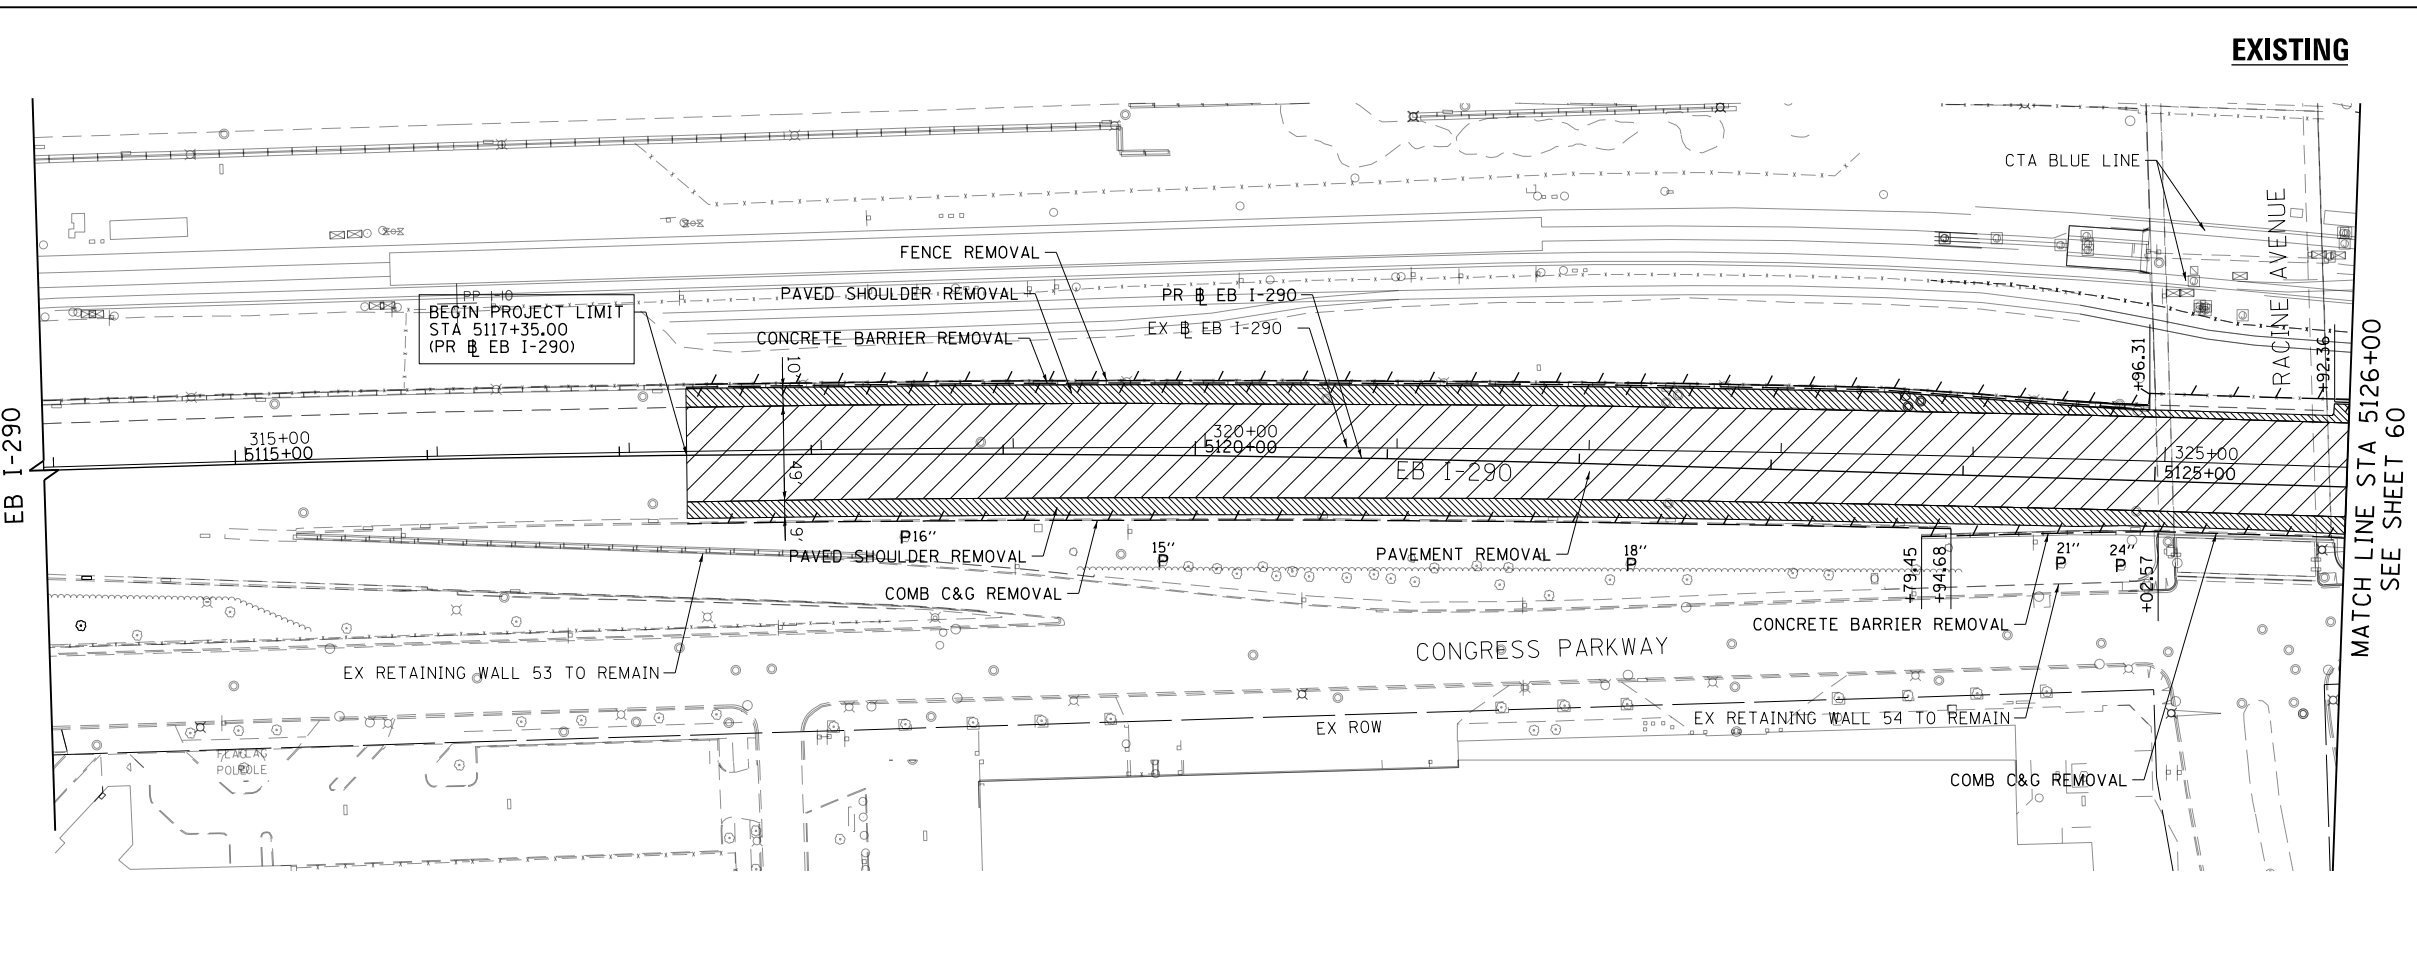 EXISTING
CTA BLUE LINE
RACINE AVENUE
FENCE REMOVAL
PAVED SHOULDER REMOVAL
PR ⅊ EB I-290
PP I-10
BEGIN PROJECT LIMIT
STA 5117+35.00
(PR ⅊ EB I-290)
EX ⅊ EB I-290
CONCRETE BARRIER REMOVAL
10'
+96.31
+92.36
EB I-290
315+00
5115+00
320+00
5120+00
325+00
5125+00
EB I-290
49'
9'
MATCH LINE STA 5126+00
SEE SHEET 60
P16"
15"
P
18"
P
21"
P
24"
P
PAVED SHOULDER REMOVAL
PAVEMENT REMOVAL
+79.45
+94.68
+02.57
COMB C&G REMOVAL
CONCRETE BARRIER REMOVAL
CONGRESS PARKWAY
EX RETAINING WALL 53 TO REMAIN
EX RETAINING WALL 54 TO REMAIN
EX ROW
COMB C&G REMOVAL